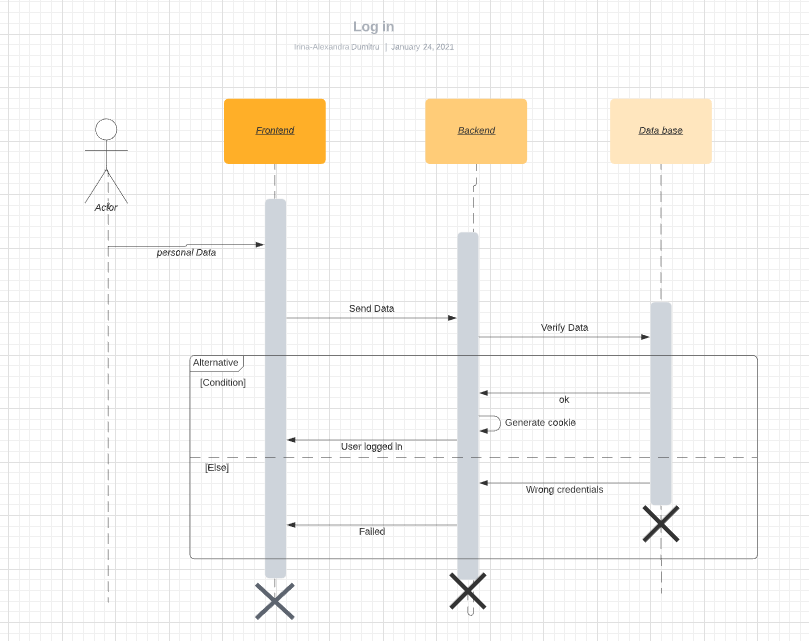 Log in
Irina-Alexandra Dumitru | January 24, 2021
Frontend
Backend
Data base
Actor
personal Data
Send Data
Verify Data
Alternative
[Condition]
ok
Generate cookie
User logged in
[Else]
Wrong credentials
Failed